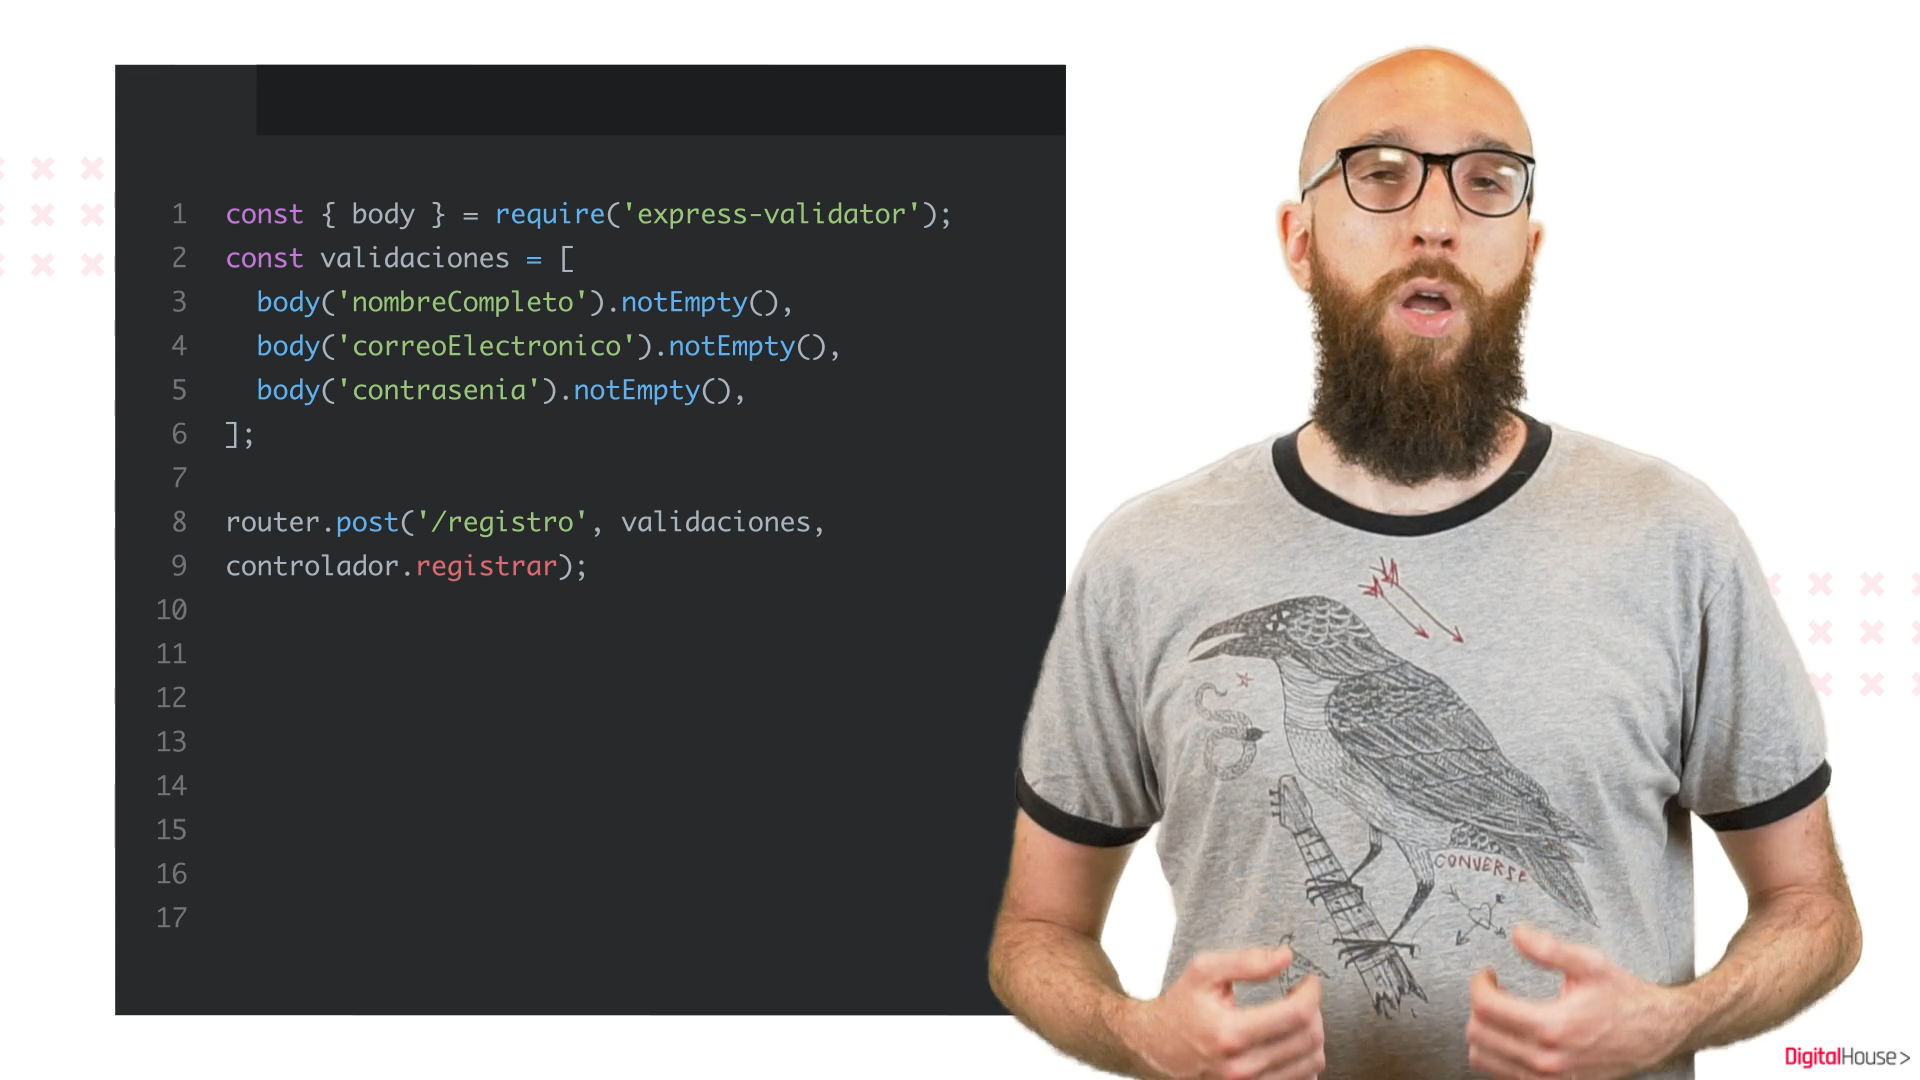 1 const { body } = require('express-validator');
2 const validaciones = [
3 body('nombreCompleto').notEmpty(),
4 body('correoElectronico').notEmpty(),
5 body('contrasenia').notEmpty(),
6 ];
7
8 router.post('/registro', validaciones,
9 controlador.registrar);
10
11
12
13
14
15
16
17
CONVERSE
DigitalHouse>